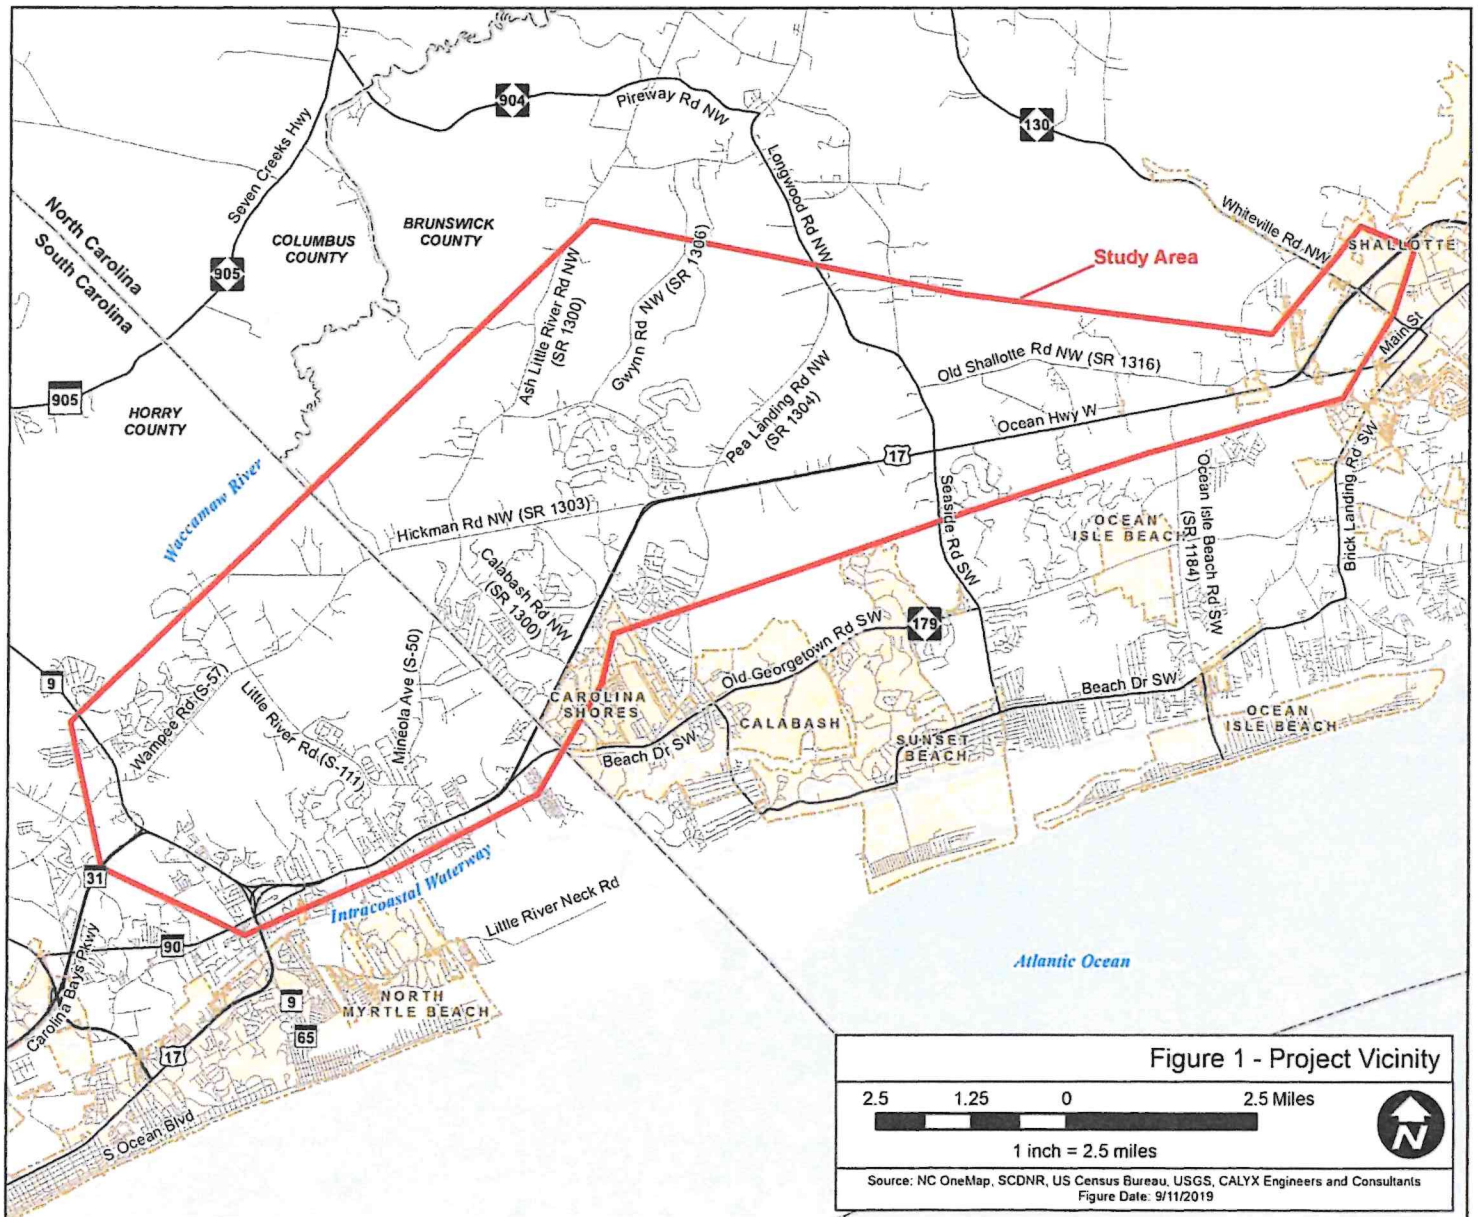 904
Pireway Rd NW
130
Seven Creeks Hwy
Longwood Rd NW
North Carolina
South Carolina
COLUMBUS
COUNTY
BRUNSWICK
COUNTY
Whiteville Rd NW
SHALLOTTE
905
Study Area
Ash Little River Rd NW
(SR 1300)
Gwynn Rd NW (SR 1306)
Main St
905
HORRY
COUNTY
Old Shallotte Rd NW (SR 1316)
Pea Landing Rd NW
(SR 1304)
Ocean Hwy W
17
Waccamaw River
Hickman Rd NW (SR 1303)
Seaside Rd SW
OCEAN
ISLE BEACH
Ocean Isle Beach Rd SW
(SR 1184)
Brick Landing Rd SW
Calabash Rd NW
(SR 1300)
179
Old Georgetown Rd SW
9
Wampee Rd (S-57)
Little River Rd (S-111)
Mineola Ave (S-50)
CAROLINA
SHORES
CALABASH
Beach Dr SW
Beach Dr SW
SUNSET
BEACH
OCEAN
ISLE BEACH
31
Intracoastal Waterway
Little River Neck Rd
90
Carolina Bays Pkwy
Atlantic Ocean
NORTH
MYRTLE BEACH
9
65
17
S Ocean Blvd
Figure 1 - Project Vicinity
2.5 1.25 0 2.5 Miles
1 inch = 2.5 miles
N
Source: NC OneMap, SCDNR, US Census Bureau, USGS, CALYX Engineers and Consultants
Figure Date: 9/11/2019